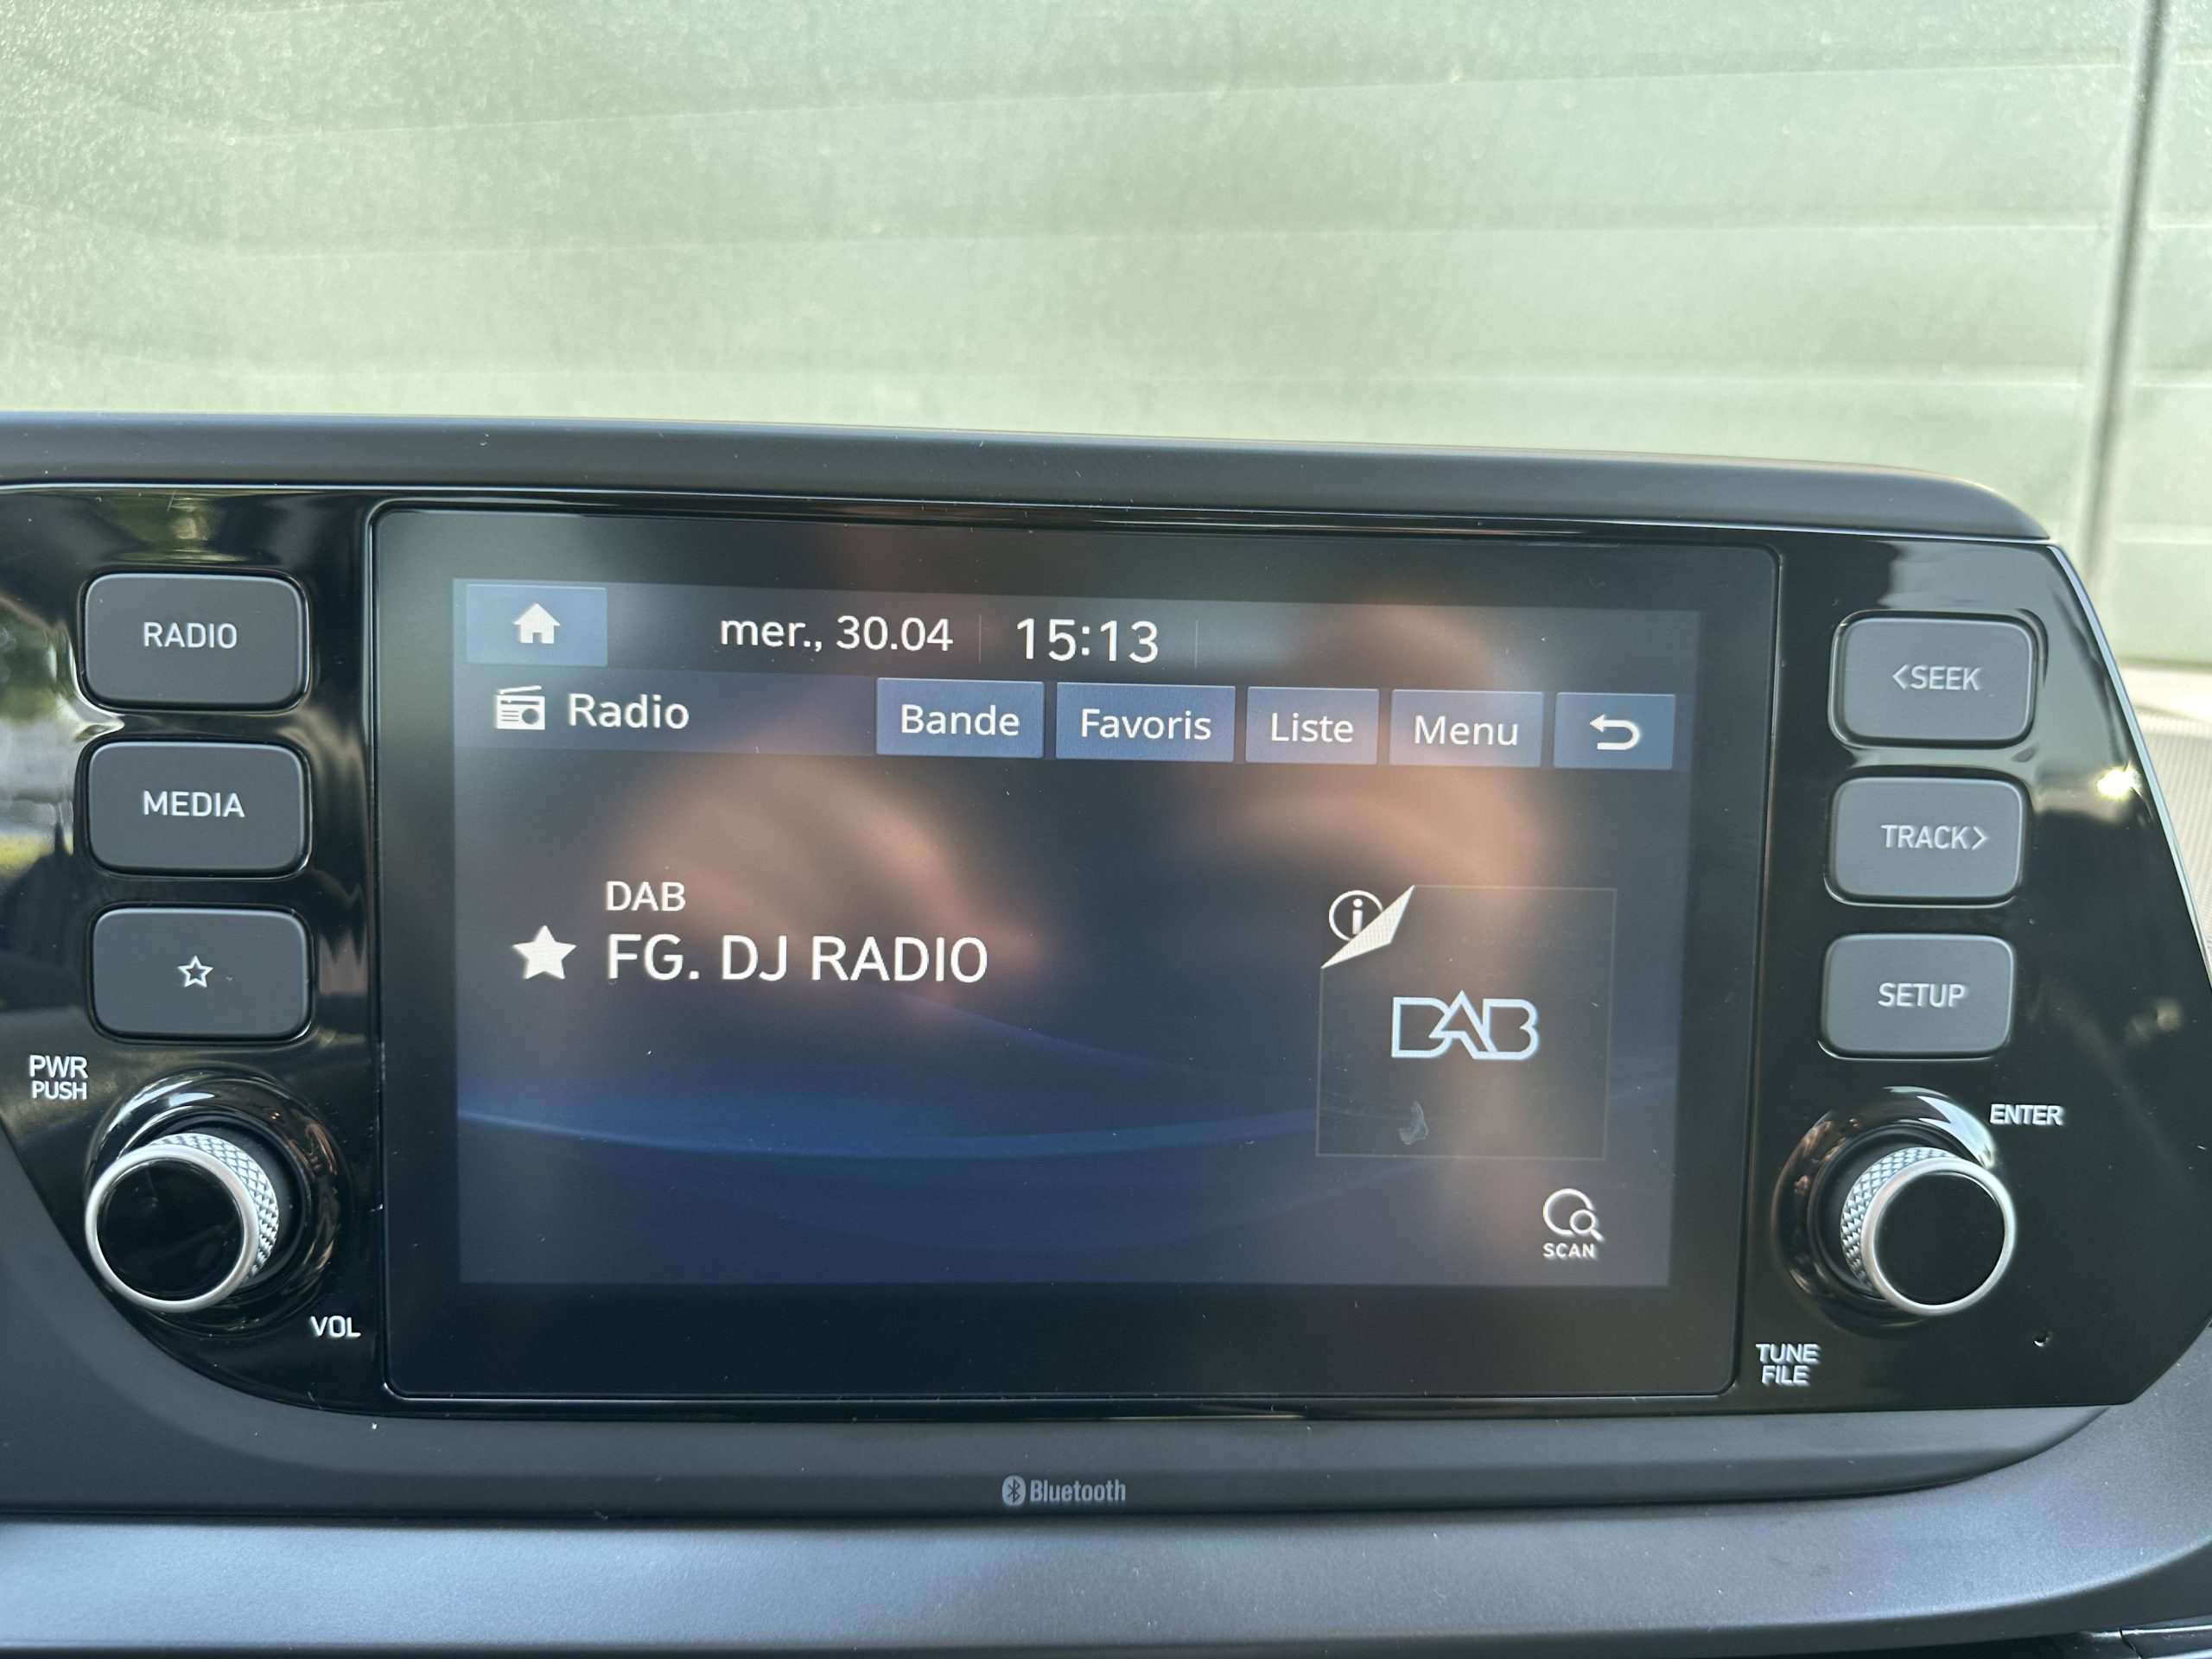 mer., 30.04 15:13
RADIO
Radio Bande Favoris Liste Menu
<SEEK
MEDIA
TRACK>
DAB
FG. DJ RADIO
DAB
SETUP
PWR
PUSH
ENTER
SCAN
VOL
TUNE
FILE
Bluetooth